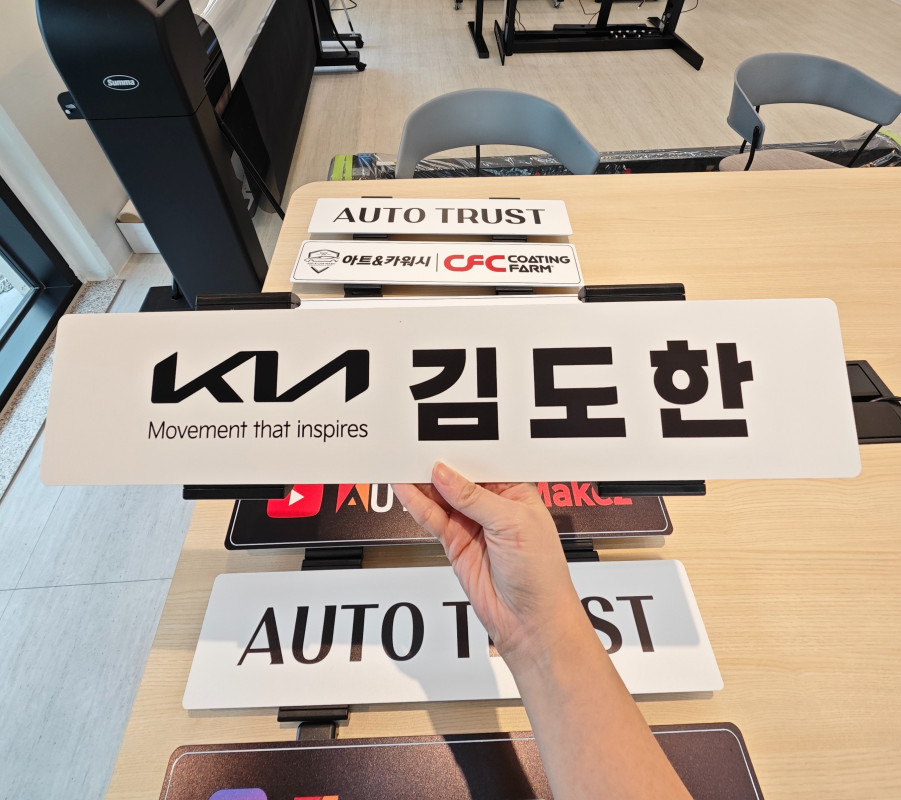 Summa
AUTO TRUST
아트&카워시 CFC COATING FARM
KIA 김도한
Movement that inspires
AUTO TRUST